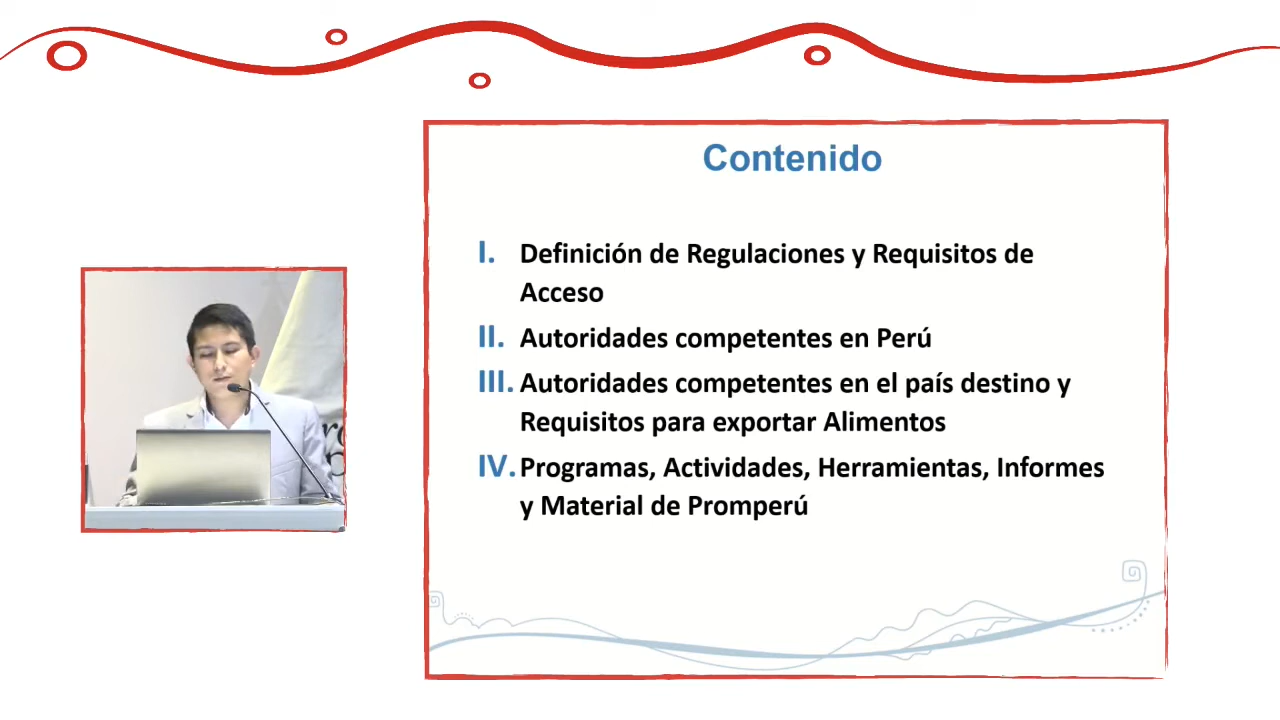 Contenido
I. Definición de Regulaciones y Requisitos de
Acceso
II. Autoridades competentes en Perú
III. Autoridades competentes en el país destino y
Requisitos para exportar Alimentos
IV. Programas, Actividades, Herramientas, Informes
y Material de Promperú